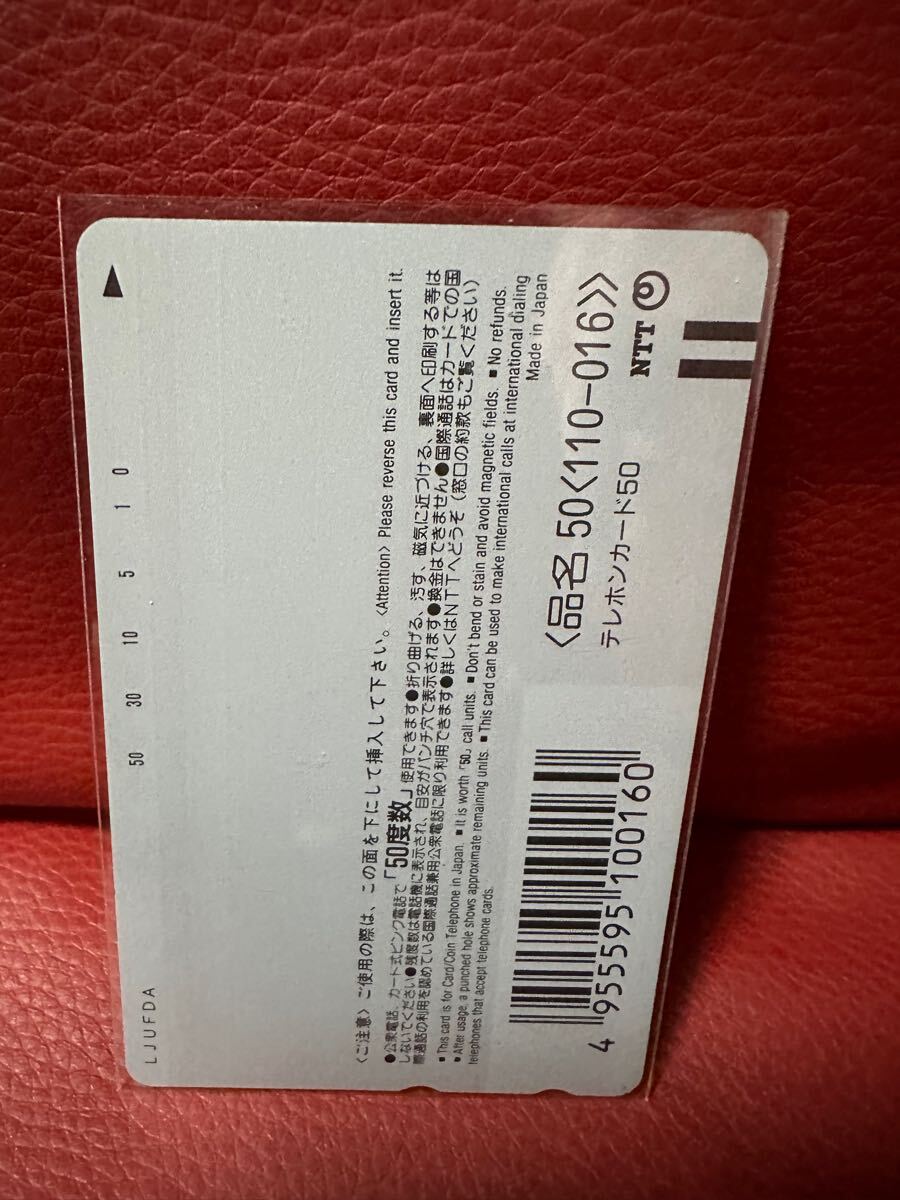 LJUFDA
50 30 10 5 1 0
〈ご注意〉ご使用の際は、この面を下にして挿入して下さい。〈Attention〉Please reverse this card and insert it.
●公衆電話、カード式ピンク電話で「50度数」使用できます●折り曲げる、汚す、磁気に近づける、裏面へ印刷する等は
しないでください●残度数は電話機に表示され、目安がパンチ穴で表示されます●換金はできません●国際通話はカードでの国
際通話の利用を認めている国際通話兼用公衆電話に限り利用できます●詳しくはNTTへどうぞ（窓口の約款もご覧ください）
■This card is for Card/Coin Telephone in Japan. ■It is worth「50」call units. ■Don't bend or stain and avoid magnetic fields. ■No refunds.
■After usage, a punched hole shows approximate remaining units. ■This card can be used to make international calls at international dialing
telephones that accept telephone cards.
Made in Japan
〈品名 50〈110-016〉〉
テレホンカード50
NTT
4 955595 100160